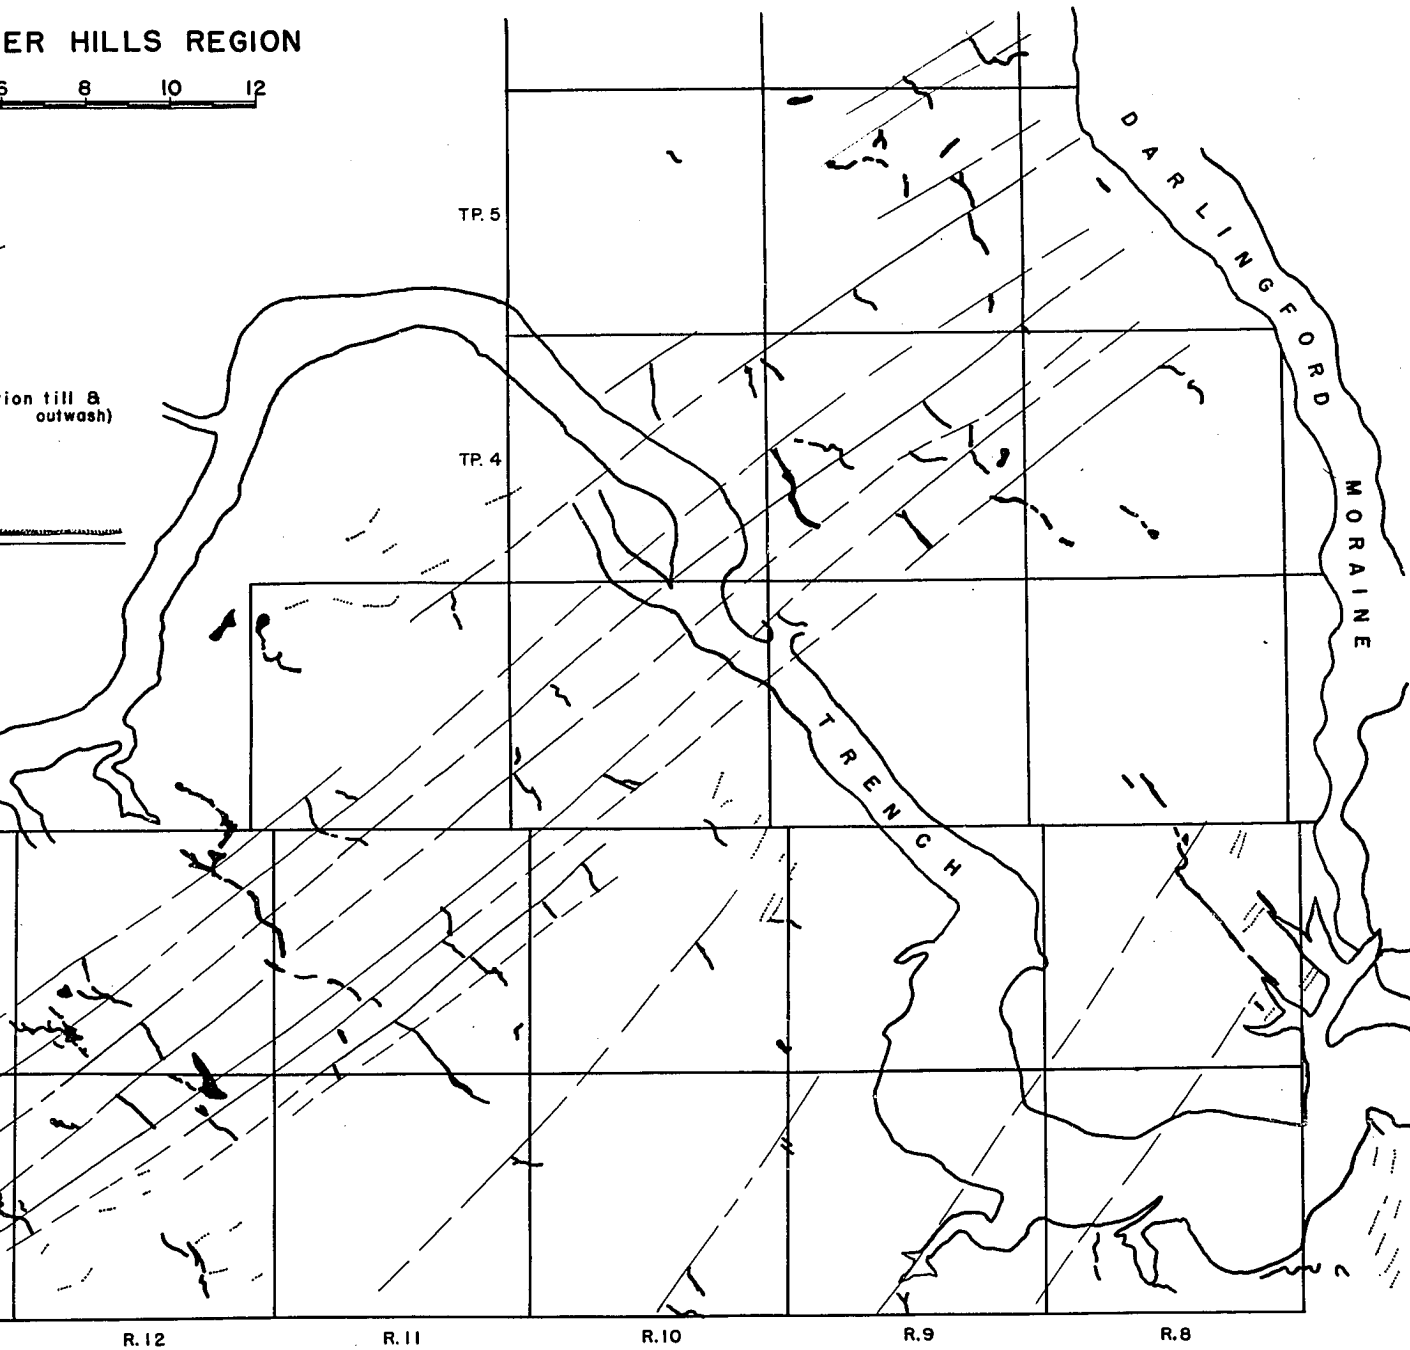 ER HILLS REGION
6 8 10 12
TP. 5
DARLINGFORD MORAINE
tion till &
outwash)
TP. 4
TRENCH
R.12 R.11 R.10 R.9 R.8